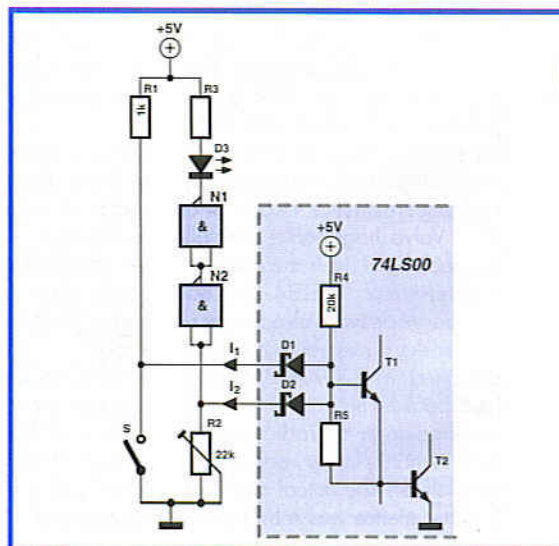 +5V
R1
1k
R3
D3
N1
&
N2
&
+5V
74LS00
R4
20k
D1
I1
T1
D2
I2
R5
R2
22k
S
T2